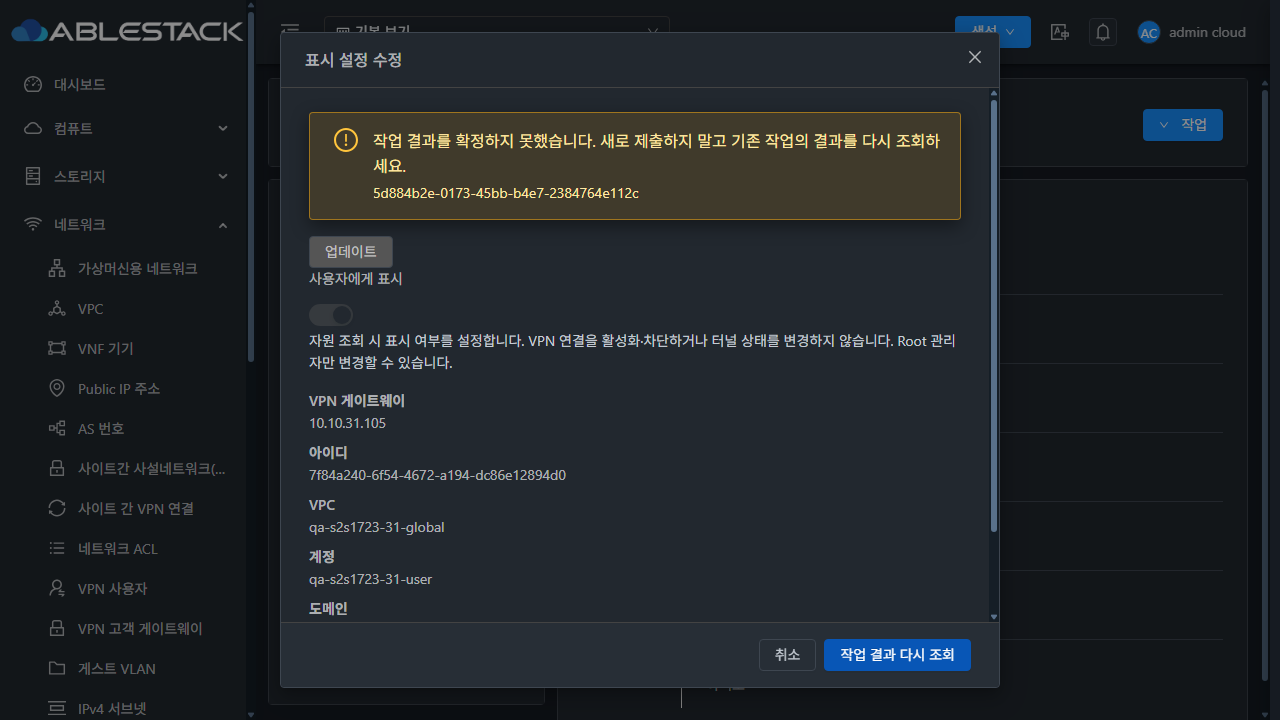 ABLESTACK
기본 보기
생성
AC
admin cloud
대시보드
컴퓨트
스토리지
네트워크
가상머신용 네트워크
VPC
VNF 기기
Public IP 주소
AS 번호
사이트간 사설네트워크(...
사이트 간 VPN 연결
네트워크 ACL
VPN 사용자
VPN 고객 게이트웨이
게스트 VLAN
IPv4 서브넷
작업
표시 설정 수정
작업 결과를 확정하지 못했습니다. 새로 제출하지 말고 기존 작업의 결과를 다시 조회하
세요.
5d884b2e-0173-45bb-b4e7-2384764e112c
업데이트
사용자에게 표시
자원 조회 시 표시 여부를 설정합니다. VPN 연결을 활성화·차단하거나 터널 상태를 변경하지 않습니다. Root 관리
자만 변경할 수 있습니다.
VPN 게이트웨이
10.10.31.105
아이디
7f84a240-6f54-4672-a194-dc86e12894d0
VPC
qa-s2s1723-31-global
계정
qa-s2s1723-31-user
도메인
취소
작업 결과 다시 조회